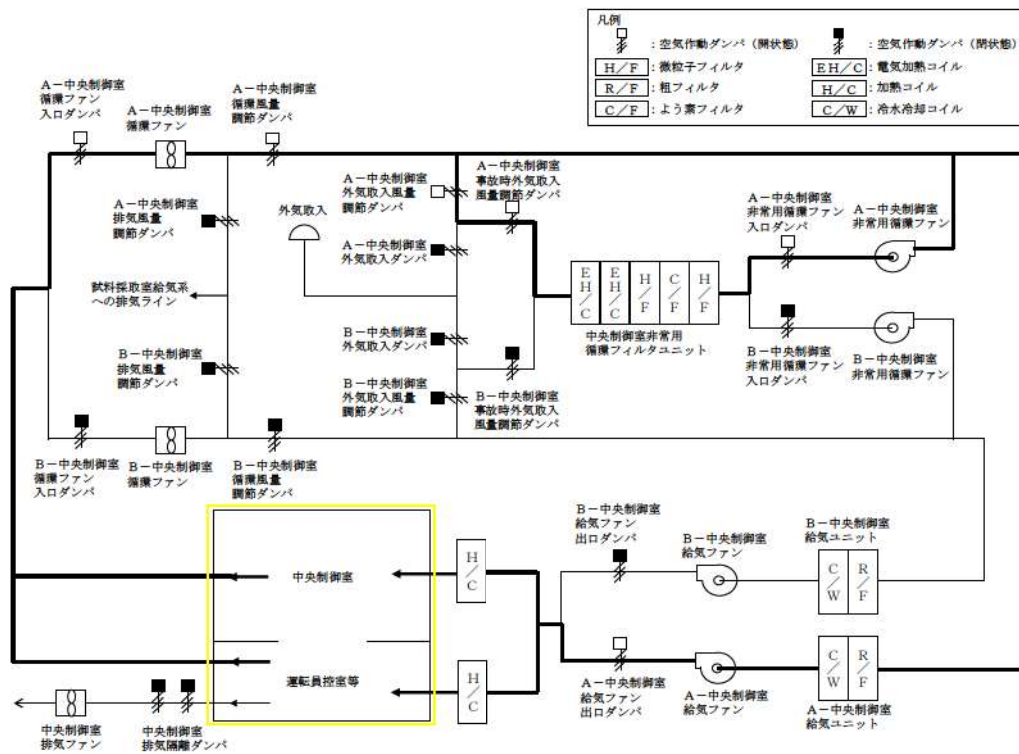 凡例
：空気作動ダンパ（開状態）
：空気作動ダンパ（閉状態）
H／F
：微粒子フィルタ
EH／C
：電気加熱コイル
R／F
：粗フィルタ
H／C
：加熱コイル
C／F
：よう素フィルタ
C／W
：冷水冷却コイル
A－中央制御室
循環ファン
入口ダンパ
A－中央制御室
循環ファン
A－中央制御室
循環風量
調節ダンパ
A－中央制御室
排気風量
調節ダンパ
外気取入
A－中央制御室
外気取入風量
調節ダンパ
A－中央制御室
事故時外気取入
風量調節ダンパ
A－中央制御室
外気取入ダンパ
A－中央制御室
非常用循環ファン
入口ダンパ
A－中央制御室
非常用循環ファン
試料採取室給気系
への排気ライン
EH／C
EH／C
H／F
C／F
H／F
中央制御室非常用
循環フィルタユニット
B－中央制御室
排気風量
調節ダンパ
B－中央制御室
外気取入ダンパ
B－中央制御室
外気取入風量
調節ダンパ
B－中央制御室
事故時外気取入
風量調節ダンパ
B－中央制御室
非常用循環ファン
入口ダンパ
B－中央制御室
非常用循環ファン
B－中央制御室
循環ファン
入口ダンパ
B－中央制御室
循環ファン
B－中央制御室
循環風量
調節ダンパ
B－中央制御室
給気ファン
出口ダンパ
B－中央制御室
給気ファン
B－中央制御室
給気ユニット
C／W
R／F
中央制御室
H／C
運転員控室等
H／C
A－中央制御室
給気ファン
出口ダンパ
A－中央制御室
給気ファン
C／W
R／F
A－中央制御室
給気ユニット
中央制御室
排気ファン
中央制御室
排気隔離ダンパ